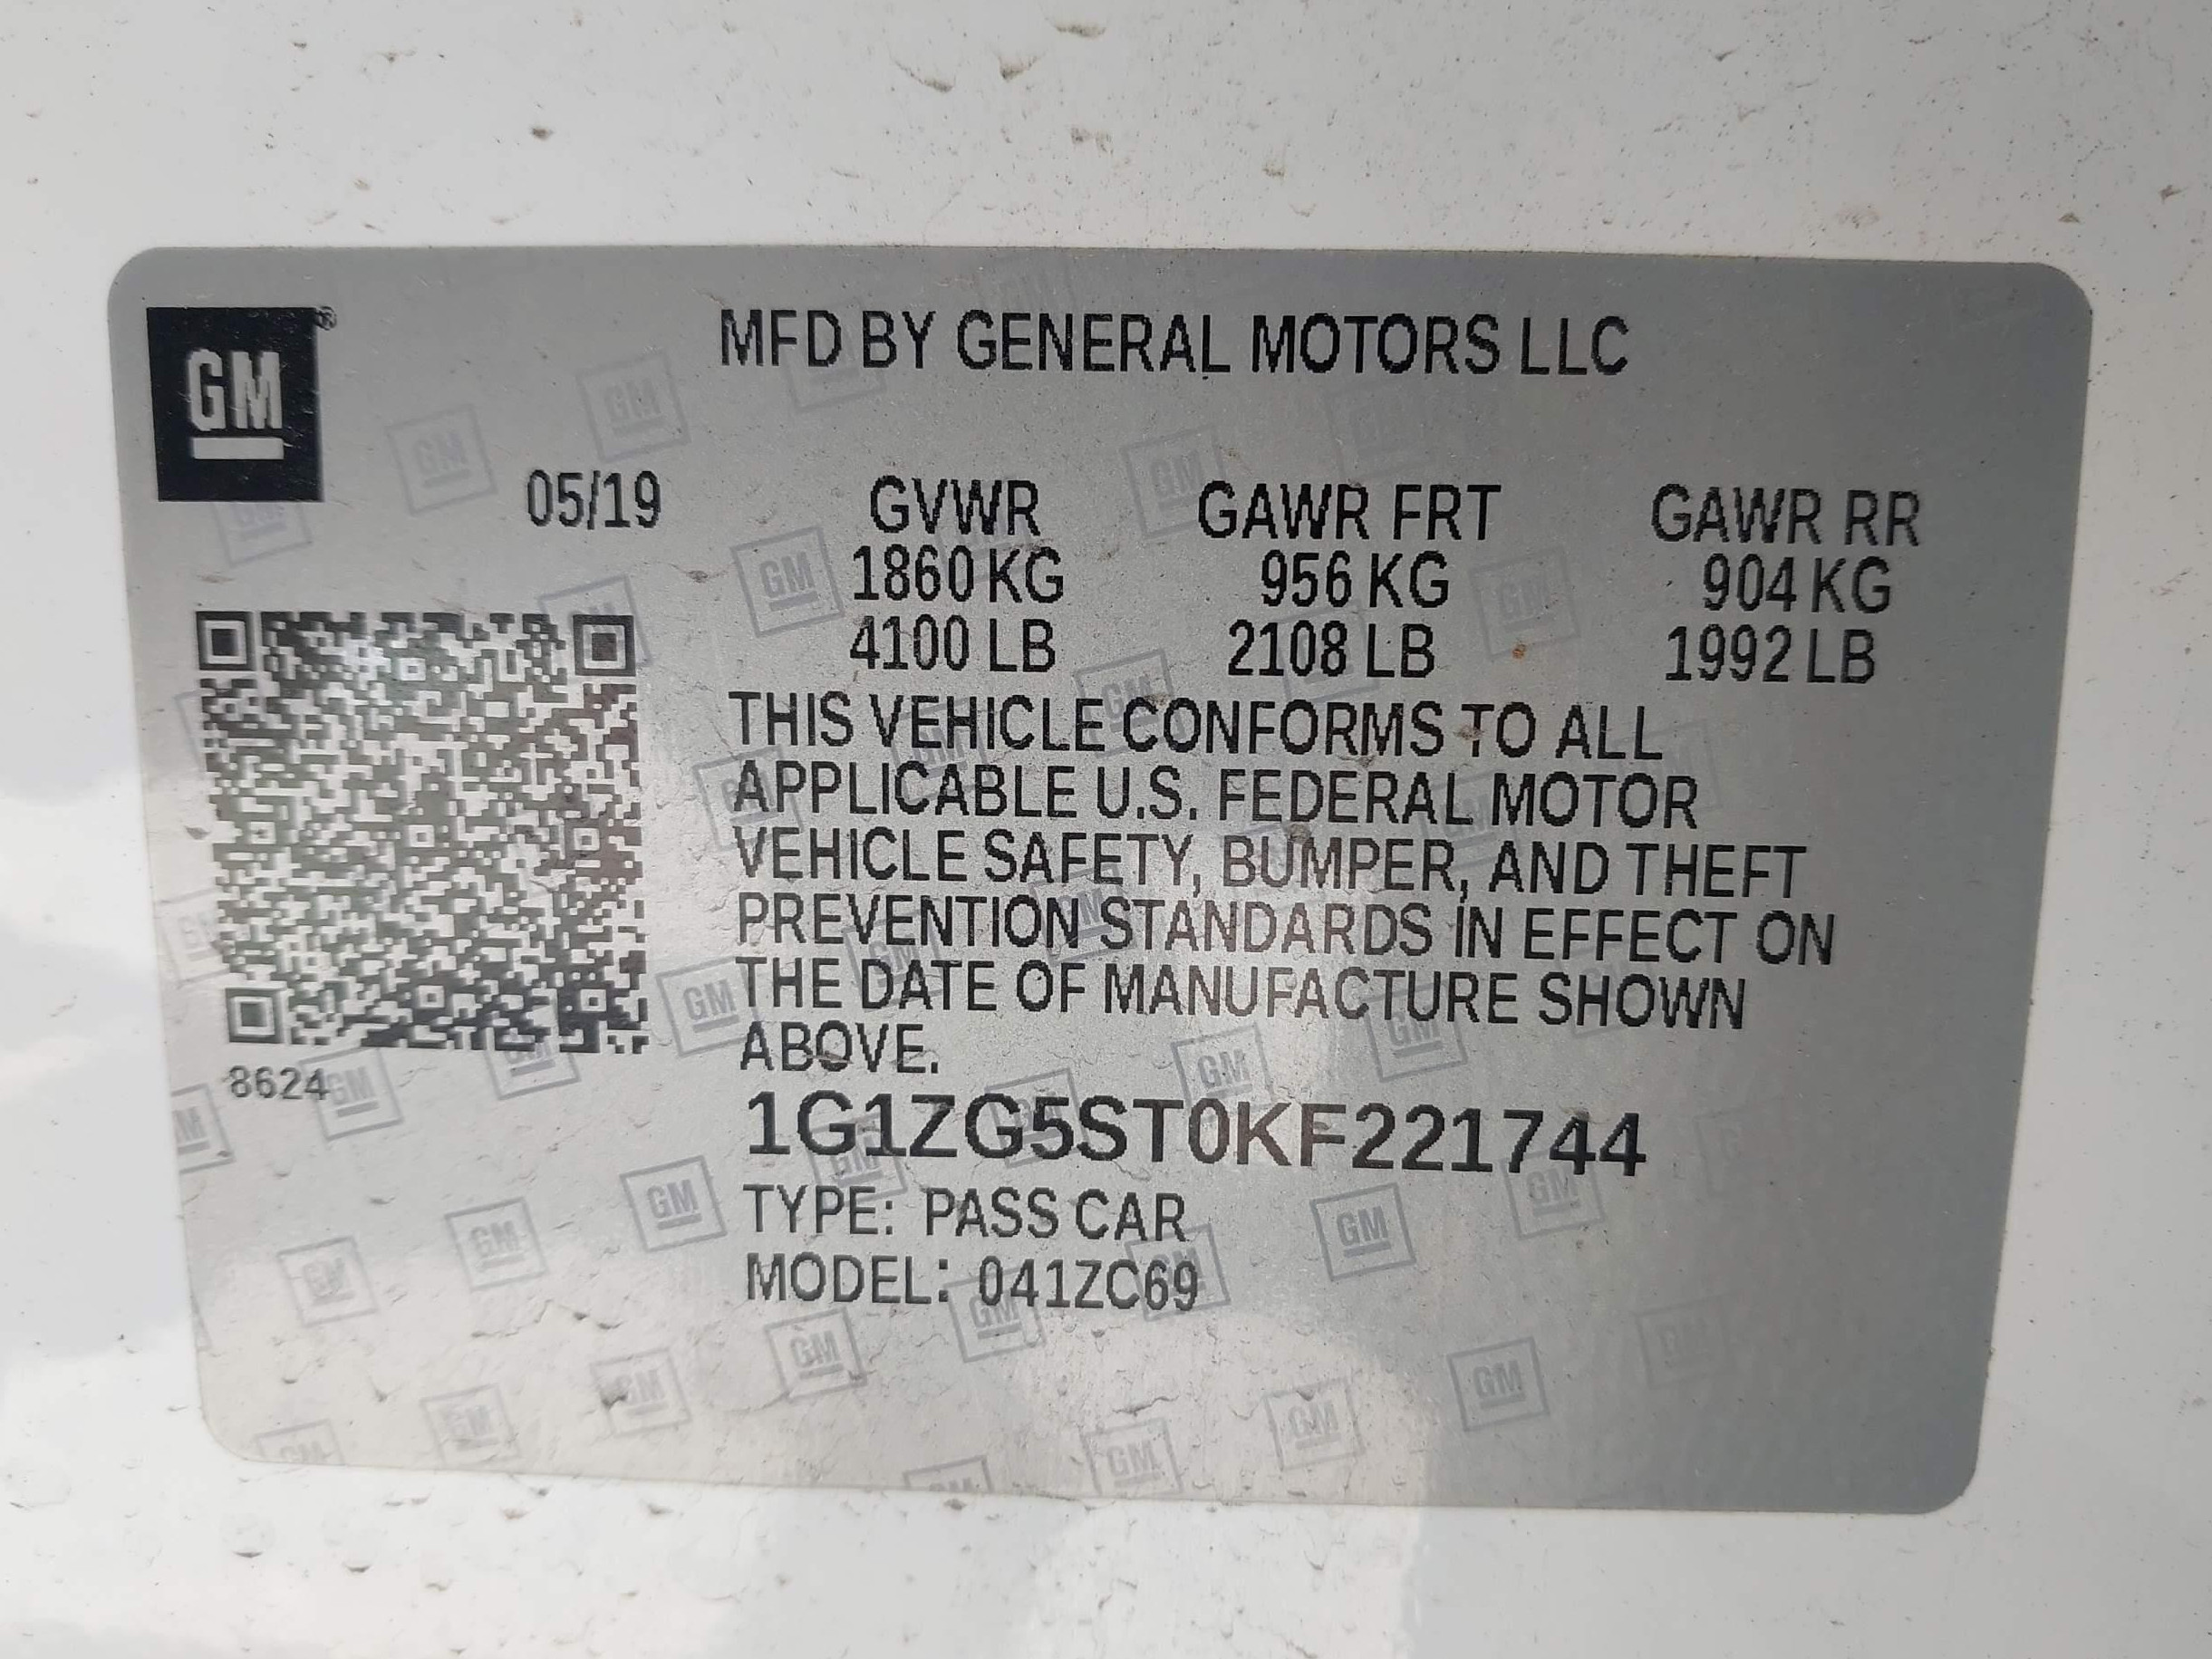 GM
MFD BY GENERAL MOTORS LLC
05/19 GVWR GAWR FRT GAWR RR
1860 KG 956 KG 904 KG
4100 LB 2108 LB 1992 LB
THIS VEHICLE CONFORMS TO ALL
APPLICABLE U.S. FEDERAL MOTOR
VEHICLE SAFETY, BUMPER, AND THEFT
PREVENTION STANDARDS IN EFFECT ON
THE DATE OF MANUFACTURE SHOWN
ABOVE.
8624
1G1ZG5ST0KF221744
TYPE: PASS CAR
MODEL: 041ZC69